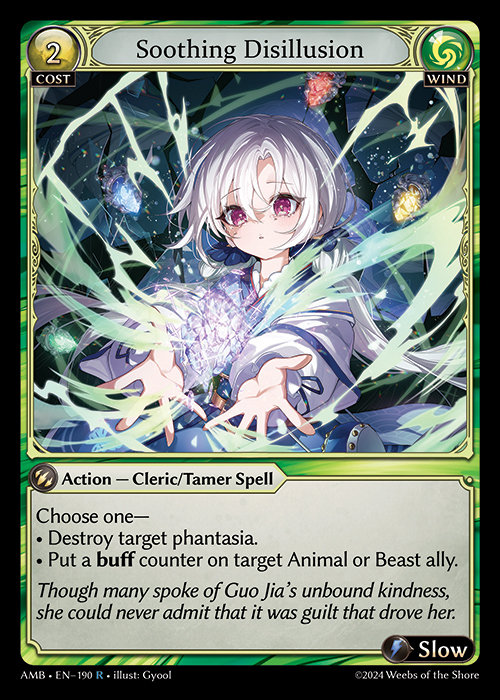 2
Soothing Disillusion
COST
WIND
Action — Cleric/Tamer Spell
Choose one—
• Destroy target phantasia.
• Put a buff counter on target Animal or Beast ally.
Though many spoke of Guo Jia's unbound kindness,
she could never admit that it was guilt that drove her.
Slow
AMB • EN-190 R • illust: Gyool
©2024 Weebs of the Shore